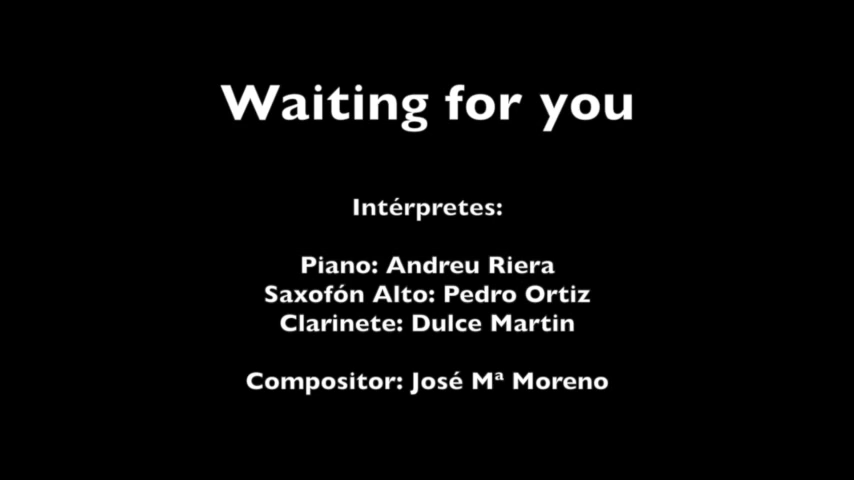 Waiting for you
Intérpretes:
Piano: Andreu Riera
Saxofón Alto: Pedro Ortiz
Clarinete: Dulce Martin
Compositor: José Mª Moreno